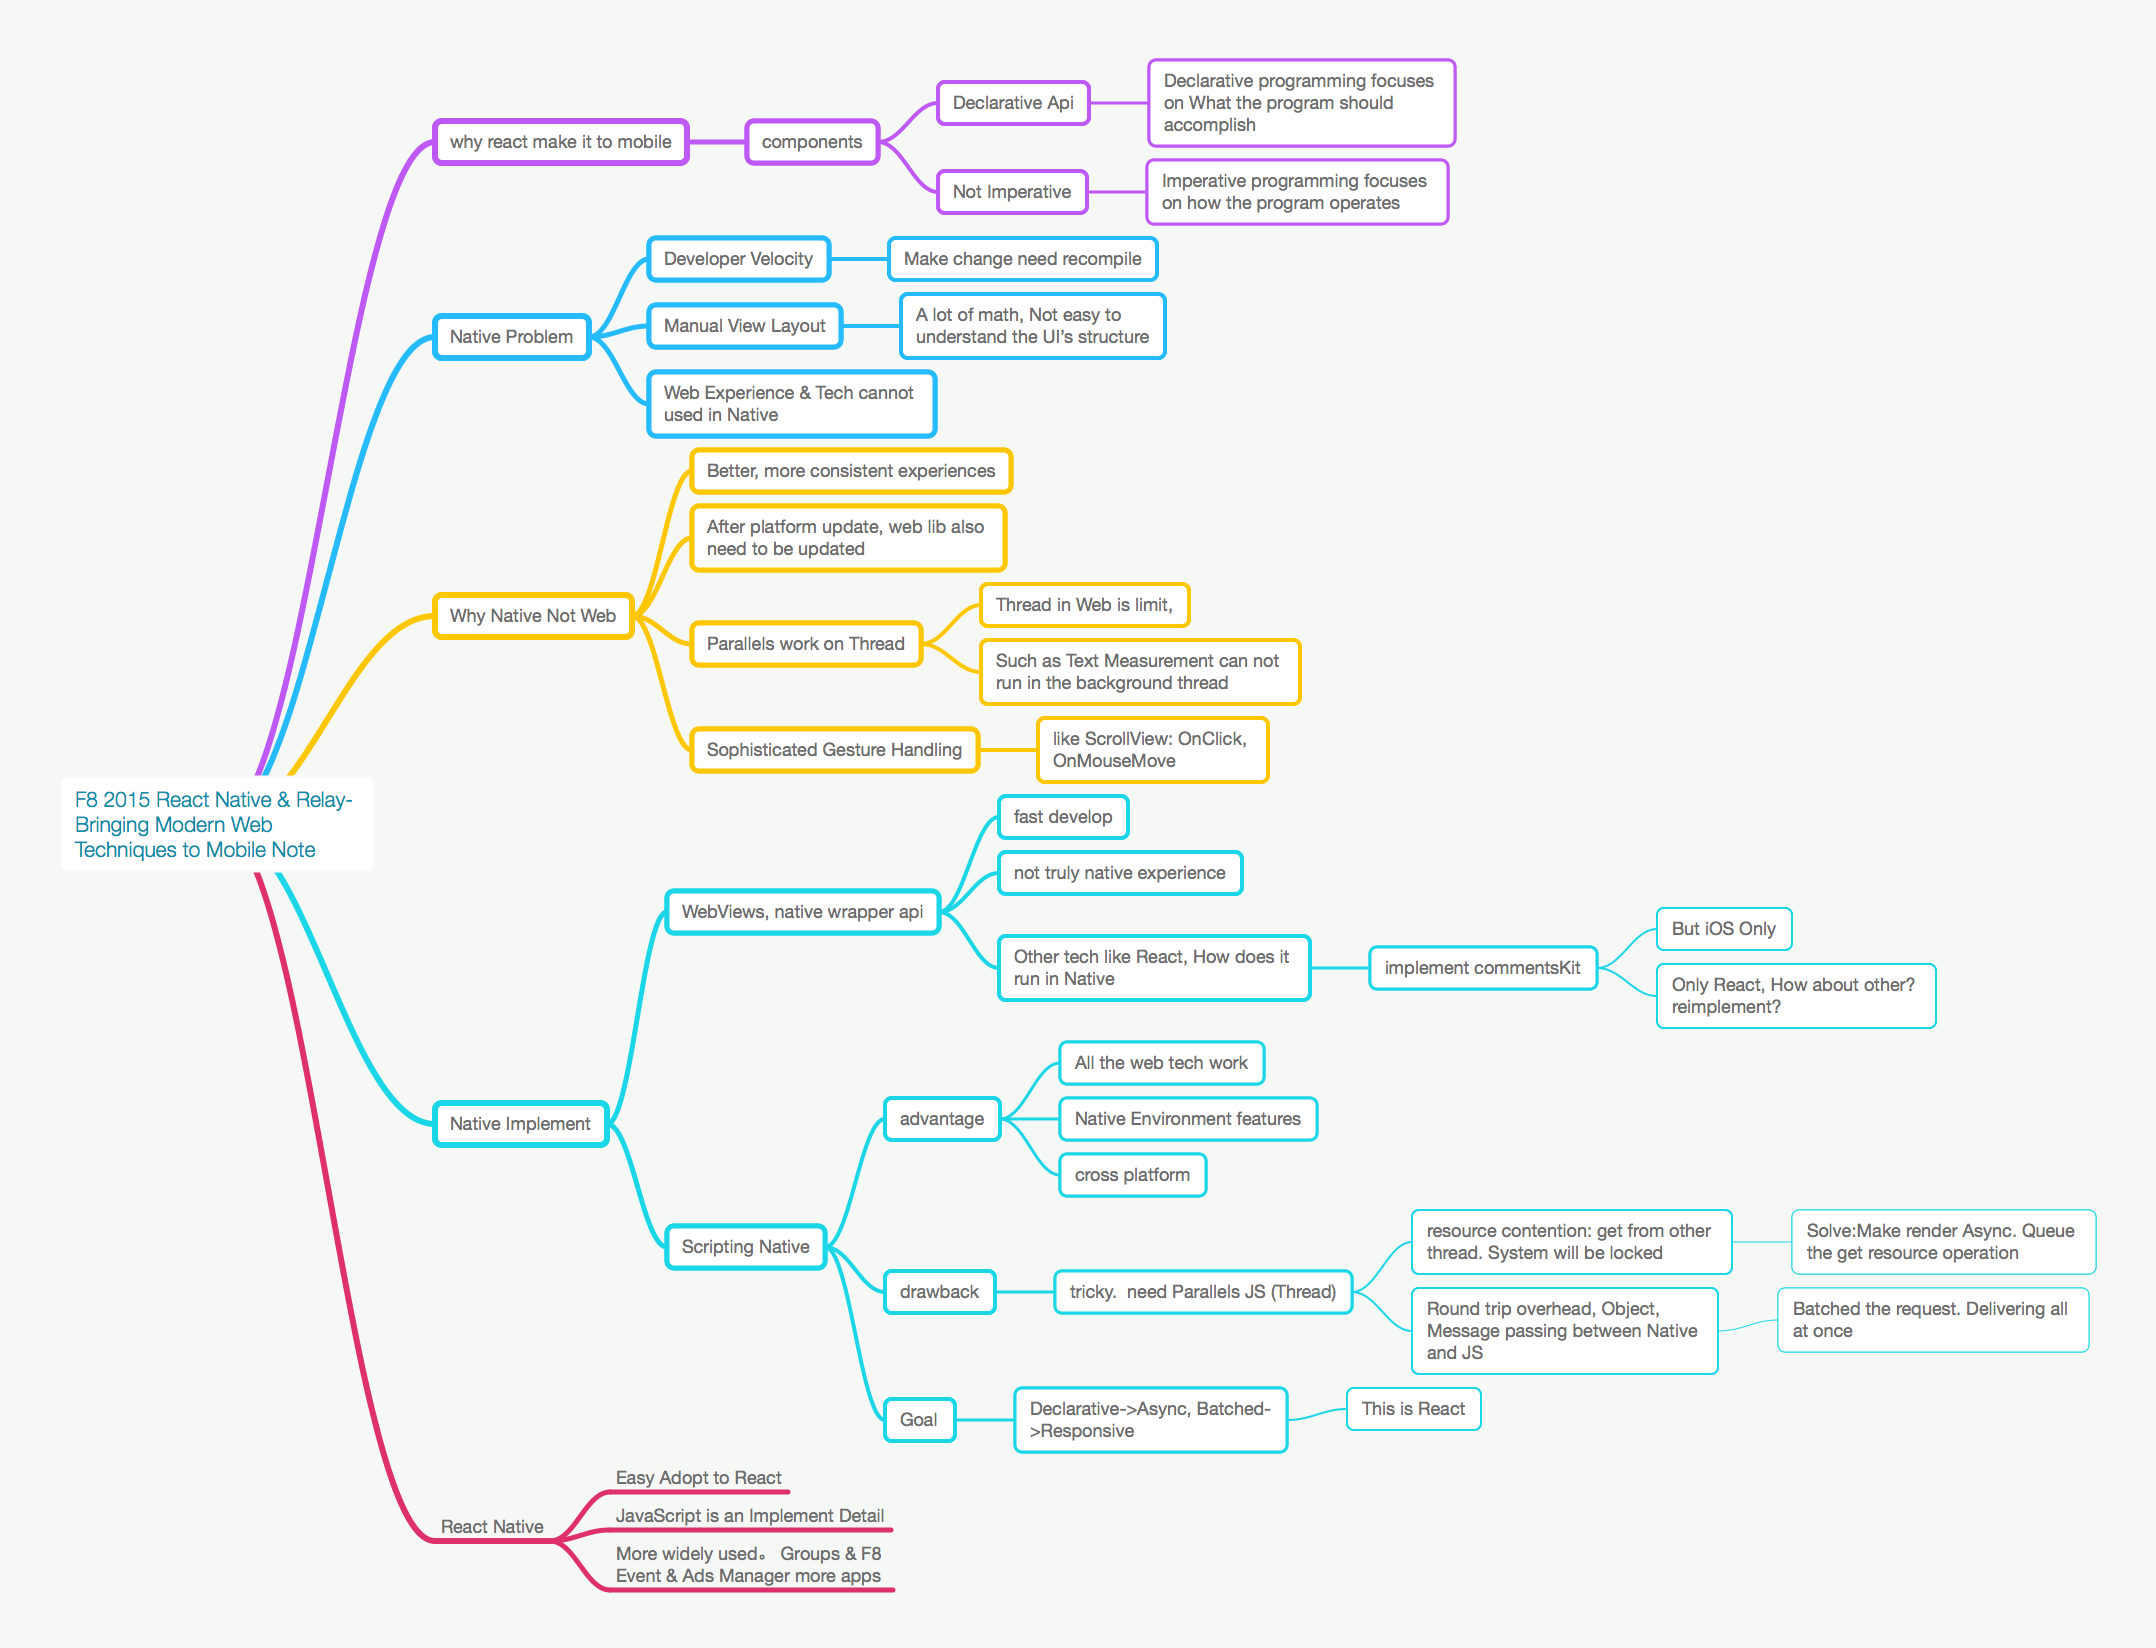 F8 2015 React Native & Relay-
Bringing Modern Web
Techniques to Mobile Note
why react make it to mobile
components
Declarative Api
Declarative programming focuses
on What the program should
accomplish
Not Imperative
Imperative programming focuses
on how the program operates
Native Problem
Developer Velocity
Make change need recompile
Manual View Layout
A lot of math, Not easy to
understand the UI's structure
Web Experience & Tech cannot
used in Native
Why Native Not Web
Better, more consistent experiences
After platform update, web lib also
need to be updated
Parallels work on Thread
Thread in Web is limit,
Such as Text Measurement can not
run in the background thread
Sophisticated Gesture Handling
like ScrollView: OnClick,
OnMouseMove
Native Implement
WebViews, native wrapper api
fast develop
not truly native experience
Other tech like React, How does it
run in Native
implement commentsKit
But iOS Only
Only React, How about other?
reimplement?
Scripting Native
advantage
All the web tech work
Native Environment features
cross platform
drawback
tricky.  need Parallels JS (Thread)
resource contention: get from other
thread. System will be locked
Solve:Make render Async. Queue
the get resource operation
Round trip overhead, Object,
Message passing between Native
and JS
Batched the request. Delivering all
at once
Goal
Declarative->Async, Batched-
>Responsive
This is React
React Native
Easy Adopt to React
JavaScript is an Implement Detail
More widely used。 Groups & F8
Event & Ads Manager more apps